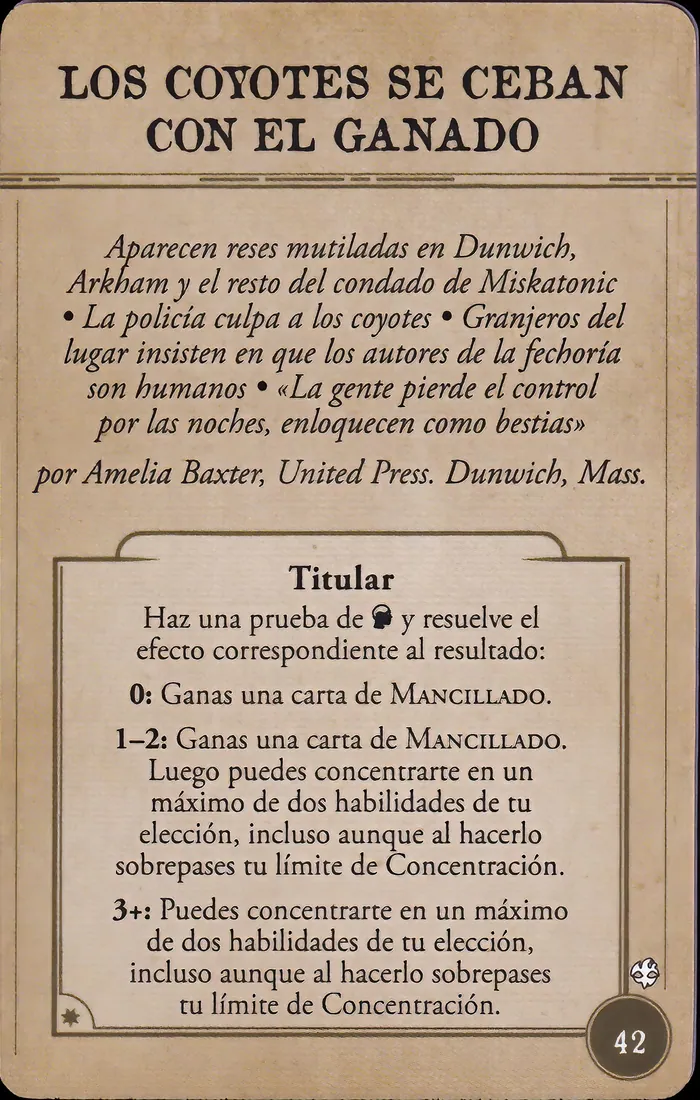 LOS COYOTES SE CEBAN
CON EL GANADO
Aparecen reses mutiladas en Dunwich,
Arkham y el resto del condado de Miskatonic
• La policía culpa a los coyotes • Granjeros del
lugar insisten en que los autores de la fechoría
son humanos • «La gente pierde el control
por las noches, enloquecen como bestias»
por Amelia Baxter, United Press. Dunwich, Mass.
Titular
Haz una prueba de y resuelve el
efecto correspondiente al resultado:
0: Ganas una carta de MANCILLADO.
1–2: Ganas una carta de MANCILLADO.
Luego puedes concentrarte en un
máximo de dos habilidades de tu
elección, incluso aunque al hacerlo
sobrepases tu límite de Concentración.
3+: Puedes concentrarte en un máximo
de dos habilidades de tu elección,
incluso aunque al hacerlo sobrepases
tu límite de Concentración.
42